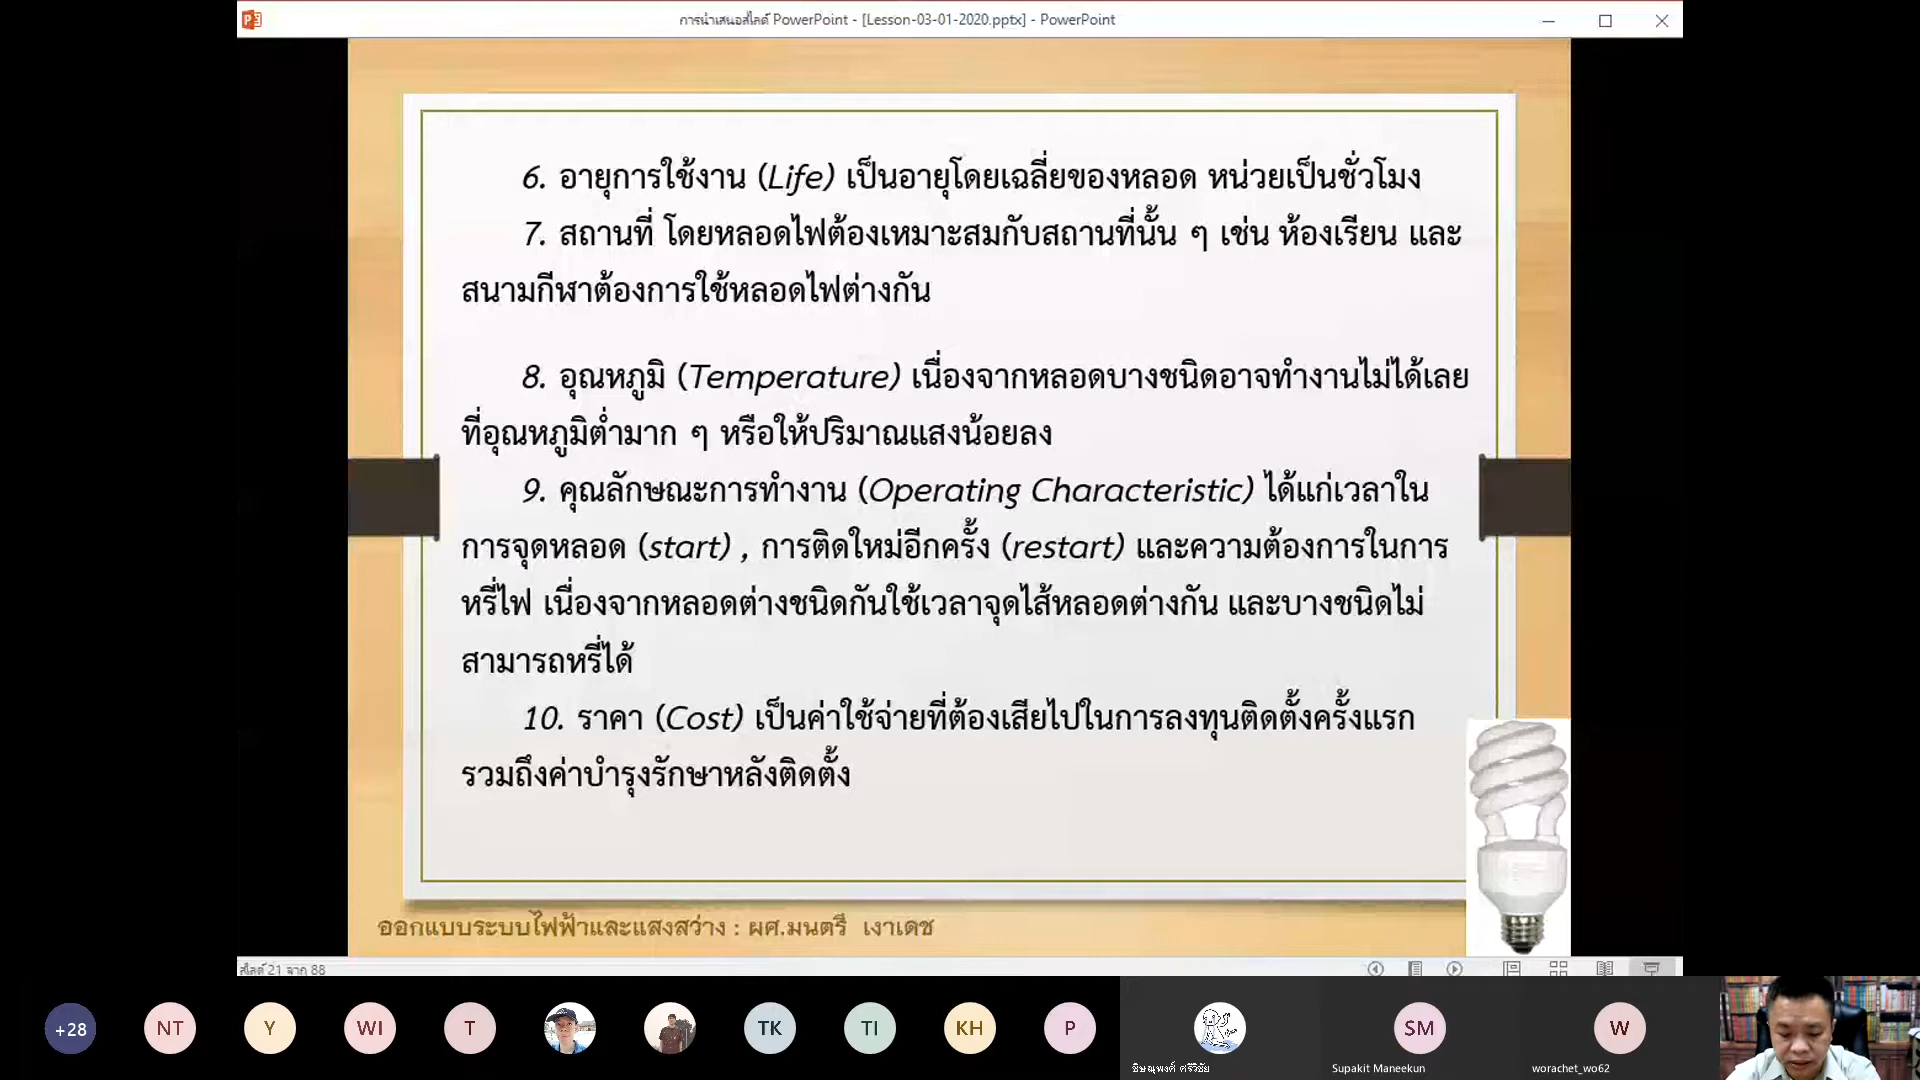 การนำเสนอสไลด์ PowerPoint - [Lesson-03-01-2020.pptx] - PowerPoint
6. อายุการใช้งาน (Life) เป็นอายุโดยเฉลี่ยของหลอด หน่วยเป็นชั่วโมง
7. สถานที่ โดยหลอดไฟต้องเหมาะสมกับสถานที่นั้น ๆ เช่น ห้องเรียน และ
สนามกีฬาต้องการใช้หลอดไฟต่างกัน
8. อุณหภูมิ (Temperature) เนื่องจากหลอดบางชนิดอาจทำงานไม่ได้เลย
ที่อุณหภูมิต่ำมาก ๆ หรือให้ปริมาณแสงน้อยลง
9. คุณลักษณะการทำงาน (Operating Characteristic) ได้แก่เวลาใน
การจุดหลอด (start) , การติดใหม่อีกครั้ง (restart) และความต้องการในการ
หรี่ไฟ เนื่องจากหลอดต่างชนิดกันใช้เวลาจุดไส้หลอดต่างกัน และบางชนิดไม่
สามารถหรี่ได้
10. ราคา (Cost) เป็นค่าใช้จ่ายที่ต้องเสียไปในการลงทุนติดตั้งครั้งแรก
รวมถึงค่าบำรุงรักษาหลังติดตั้ง
ออกแบบระบบไฟฟ้าและแสงสว่าง : ผศ.มนตรี เงาเดช
สไลด์ 21 จาก 88
+28
NT
Y
WI
T
TK
TI
KH
P
SM
W
ศรีวิชัย
Supakit Maneekun
worachet_wo62